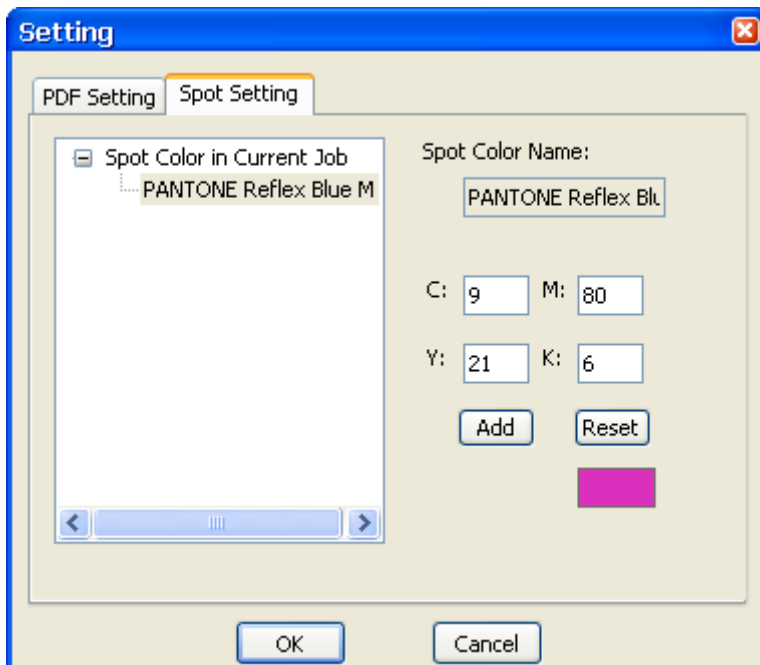 Setting
PDF Setting Spot Setting
Spot Color in Current Job
PANTONE Reflex Blue M
Spot Color Name:
PANTONE Reflex Blu
C: 9 M: 80
Y: 21 K: 6
Add Reset
OK Cancel